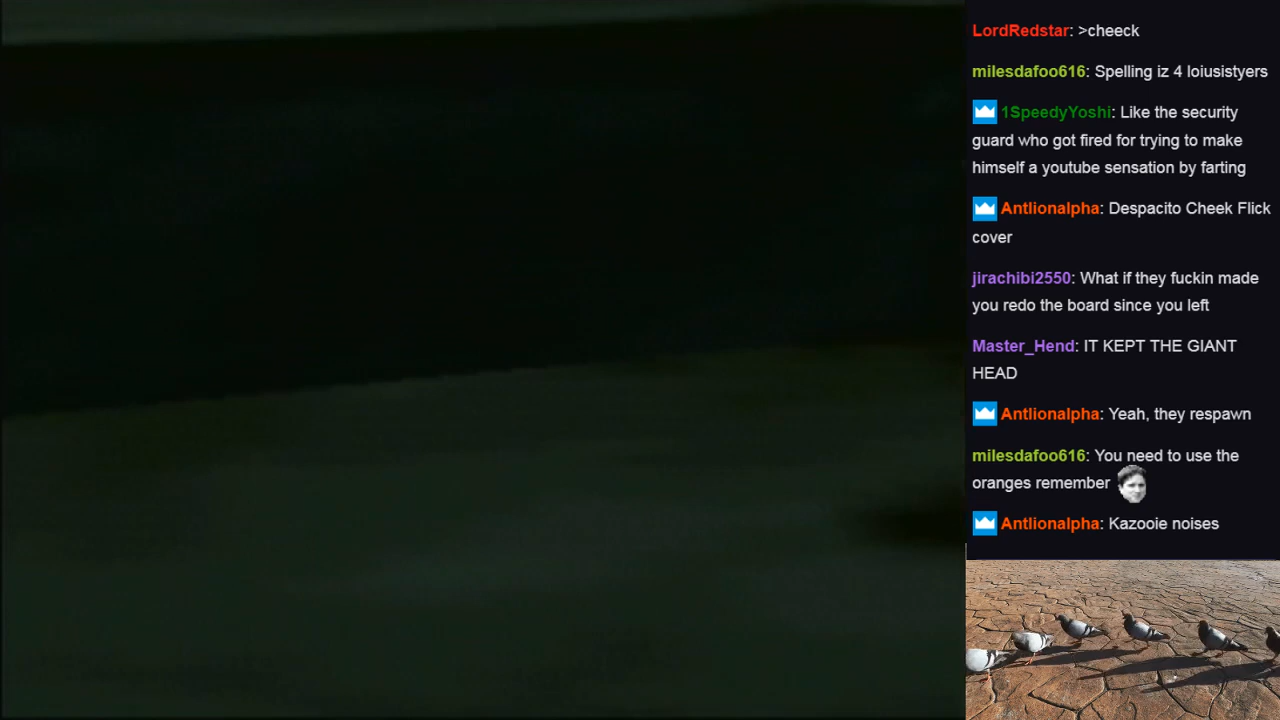 LordRedstar: >cheeck
milesdafoo616: Spelling iz 4 loiusistyers
1SpeedyYoshi: Like the security
guard who got fired for trying to make
himself a youtube sensation by farting
Antlionalpha: Despacito Cheek Flick
cover
jirachibi2550: What if they fuckin made
you redo the board since you left
Master_Hend: IT KEPT THE GIANT
HEAD
Antlionalpha: Yeah, they respawn
milesdafoo616: You need to use the
oranges remember
Antlionalpha: Kazooie noises